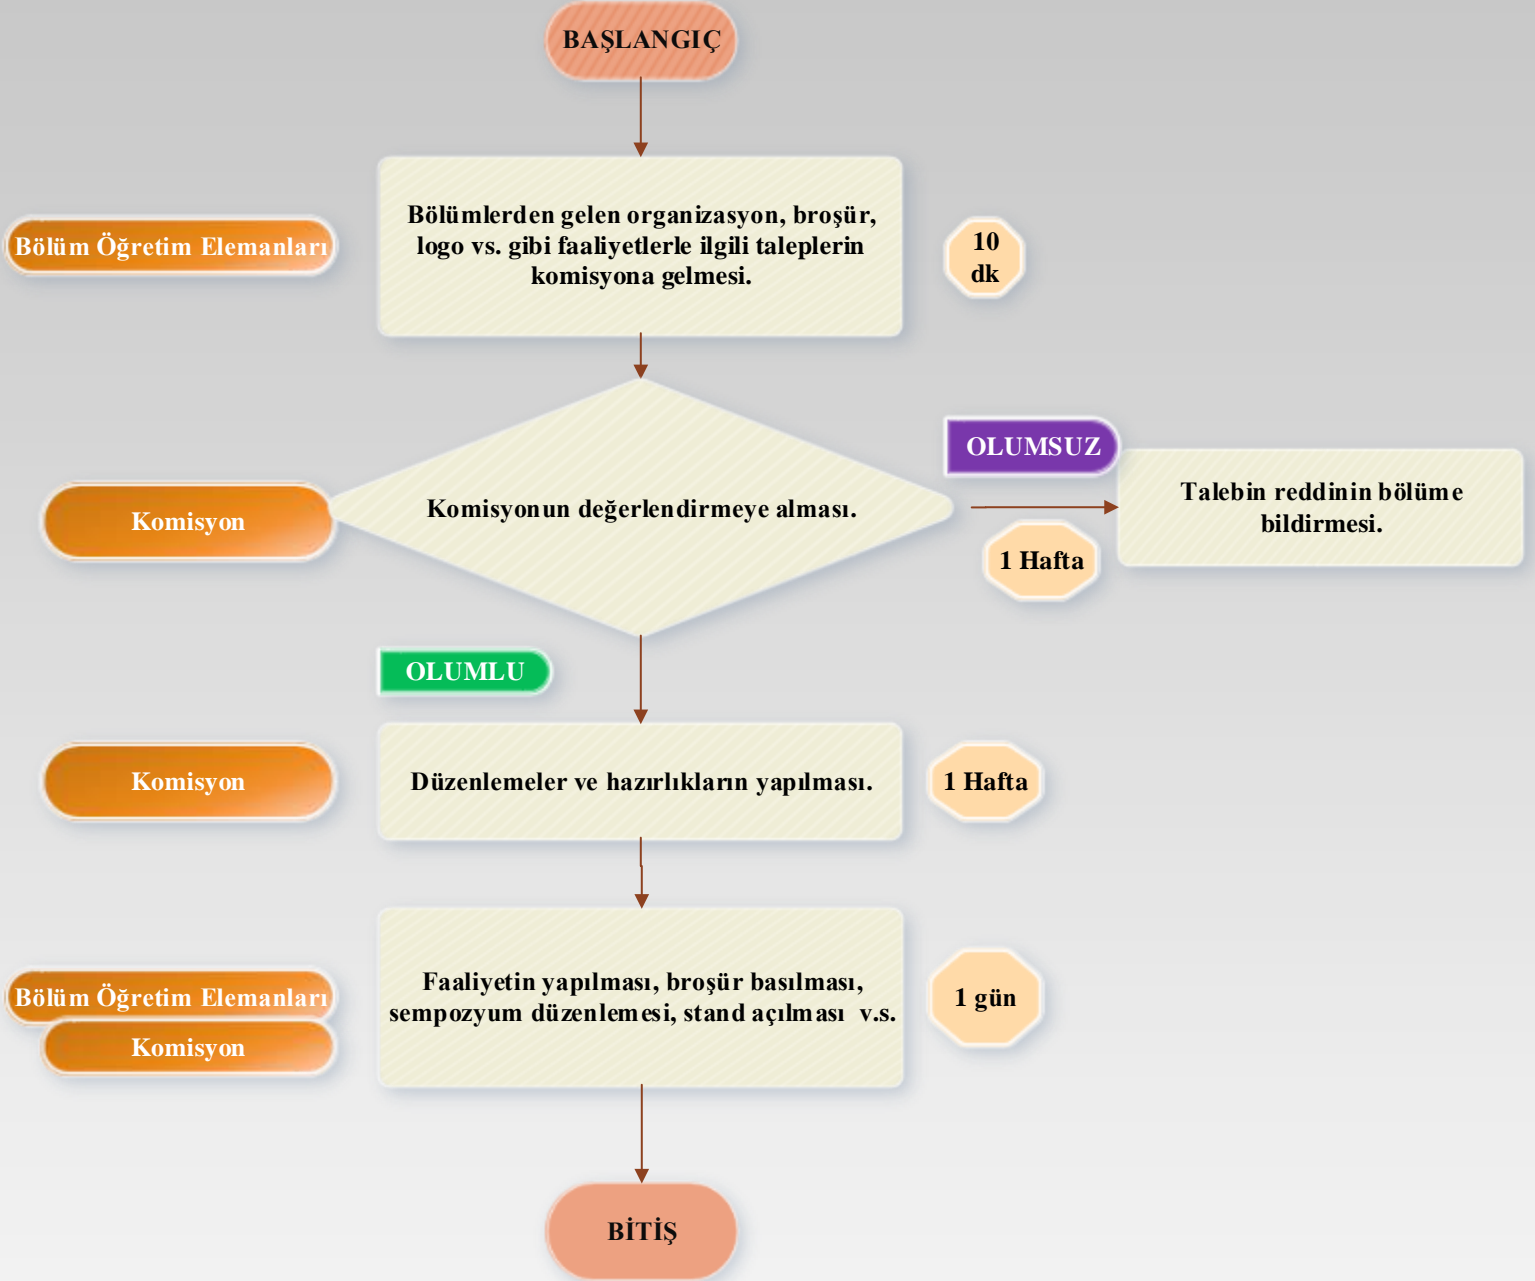 BAŞLANGIÇ
Bölüm Öğretim Elemanları
Bölümlerden gelen organizasyon, broşür,
logo vs. gibi faaliyetlerle ilgili taleplerin
komisyona gelmesi.
10
dk
Komisyon
Komisyonun değerlendirmeye alması.
OLUMSUZ
1 Hafta
Talebin reddinin bölüme
bildirmesi.
OLUMLU
Komisyon
Düzenlemeler ve hazırlıkların yapılması.
1 Hafta
Bölüm Öğretim Elemanları
Komisyon
Faaliyetin yapılması, broşür basılması,
sempozyum düzenlemesi, stand açılması v.s.
1 gün
BİTİŞ